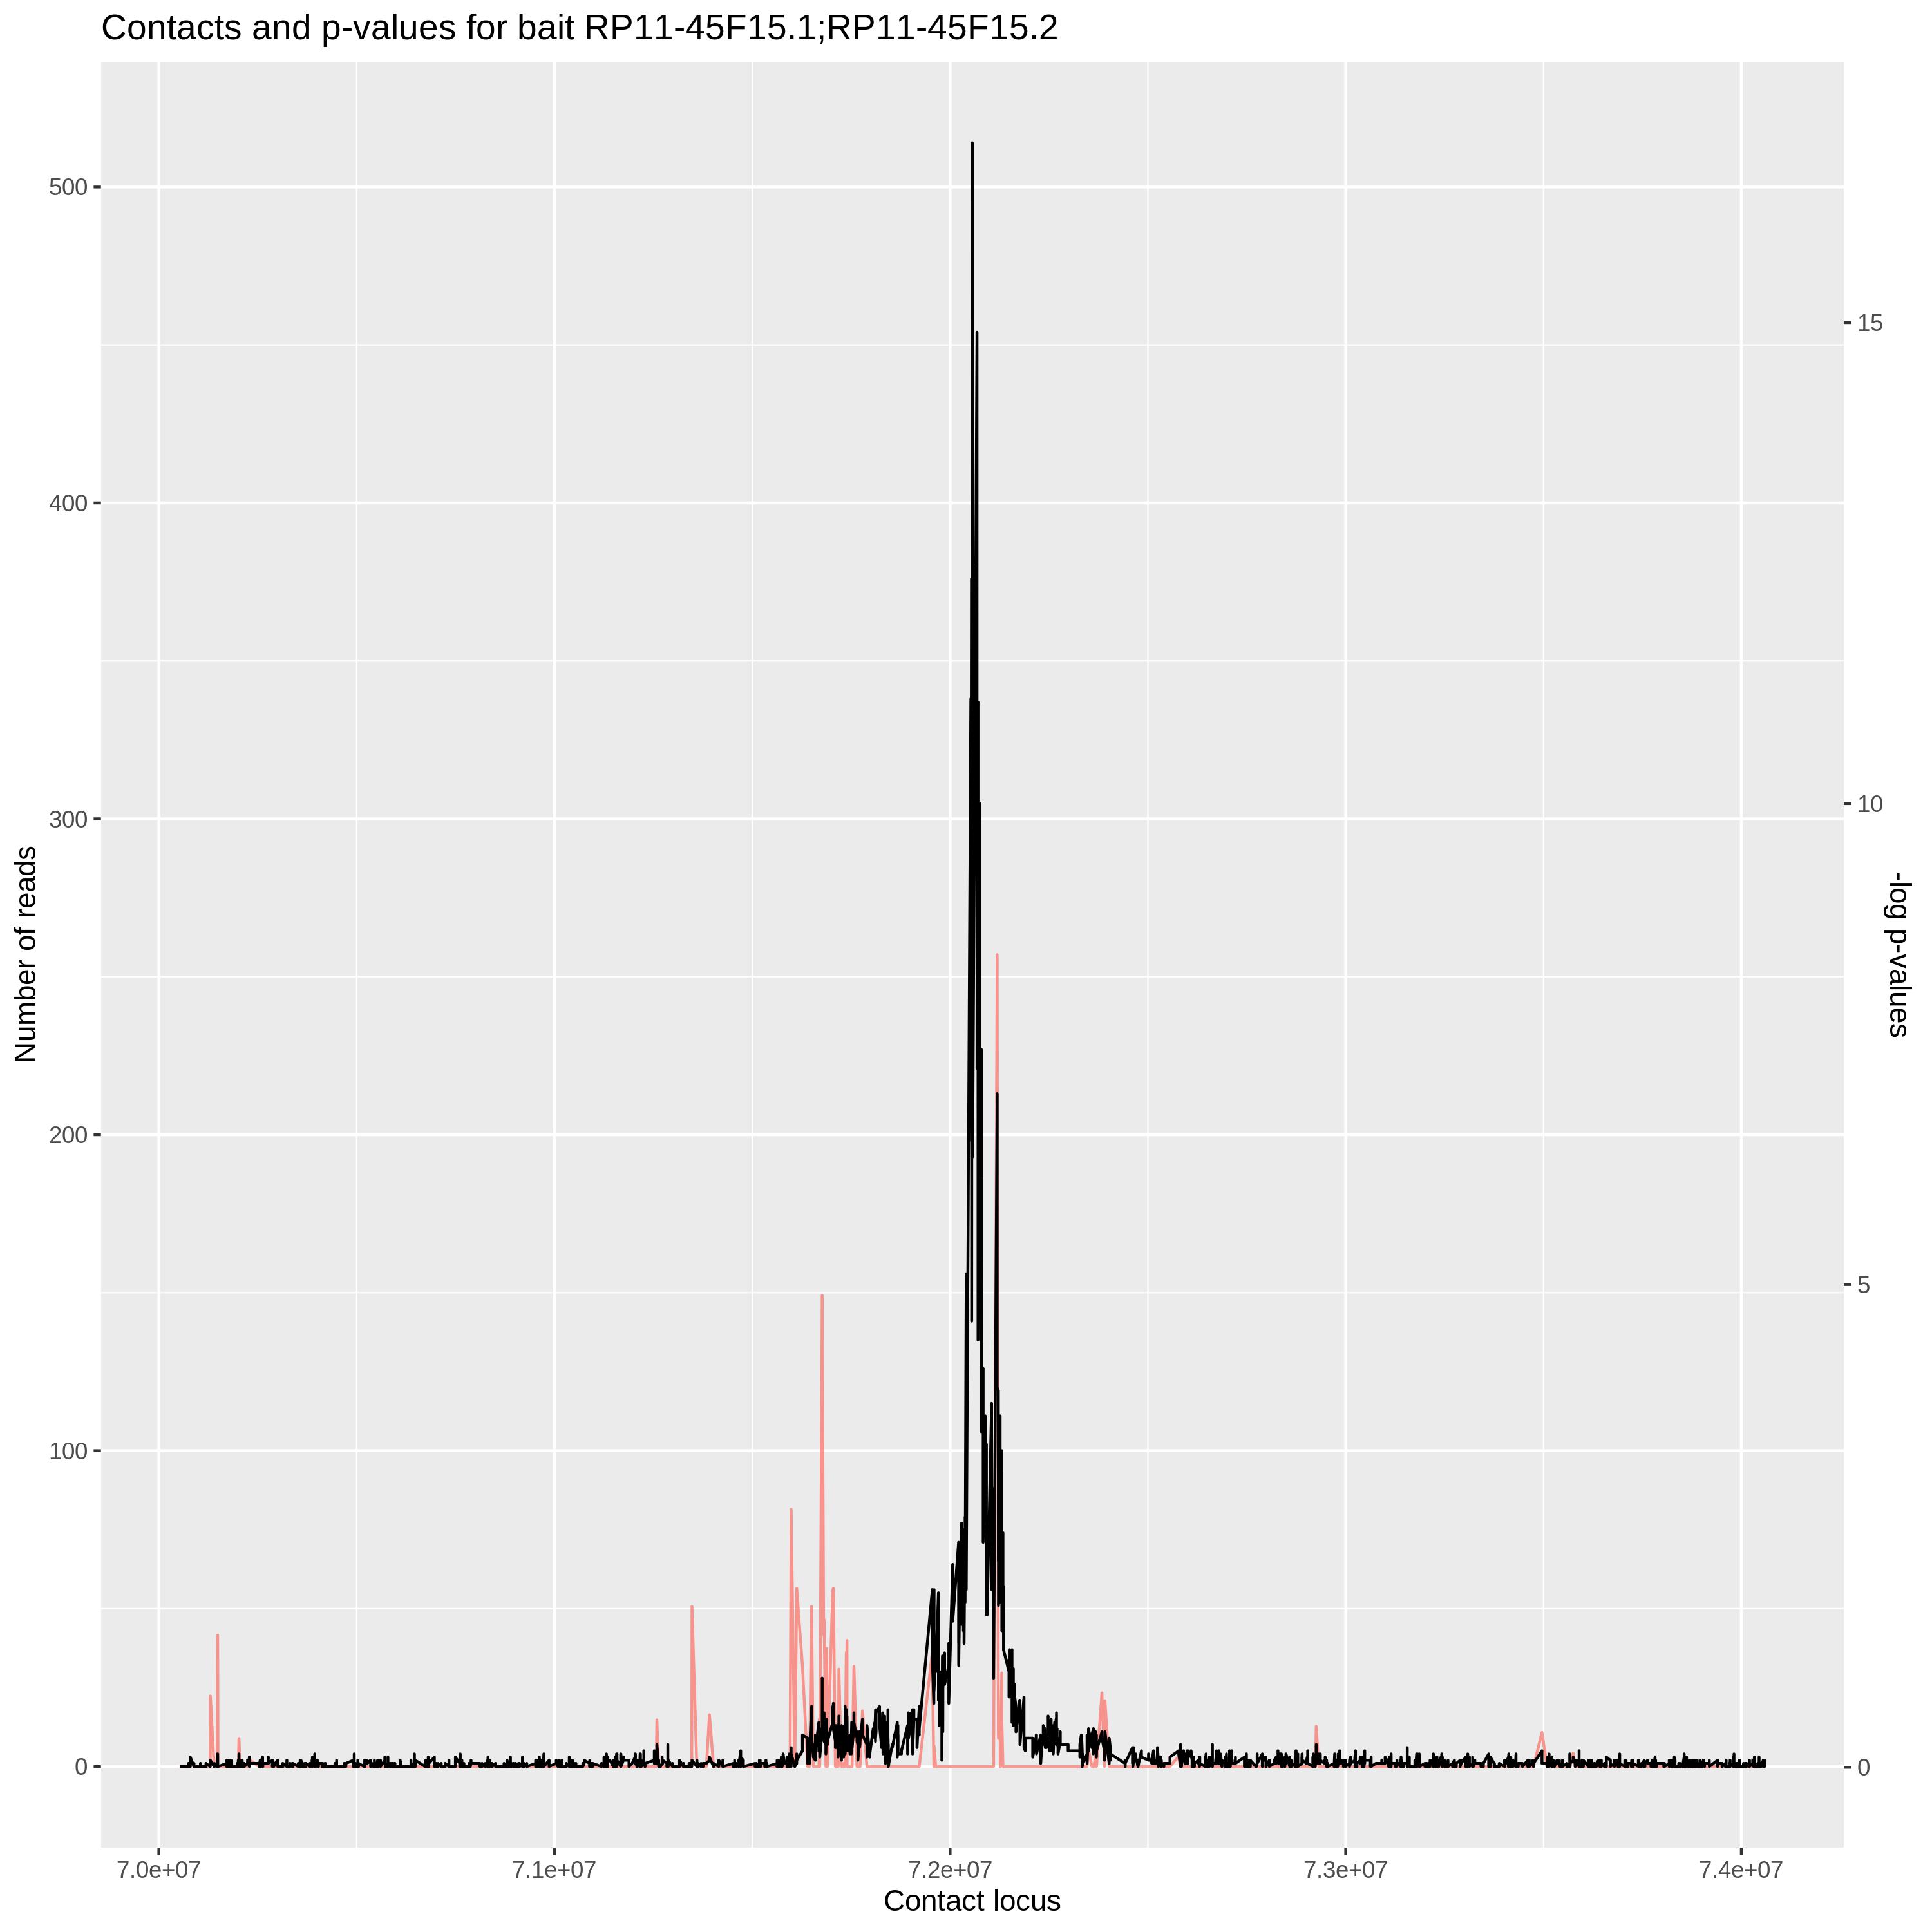 Contacts and p-values for bait RP11-45F15.1;RP11-45F15.2
500
400
300
200
100
0
Number of reads
15
10
5
0
-log p-values
7.0e+07
7.1e+07
7.2e+07
7.3e+07
7.4e+07
Contact locus